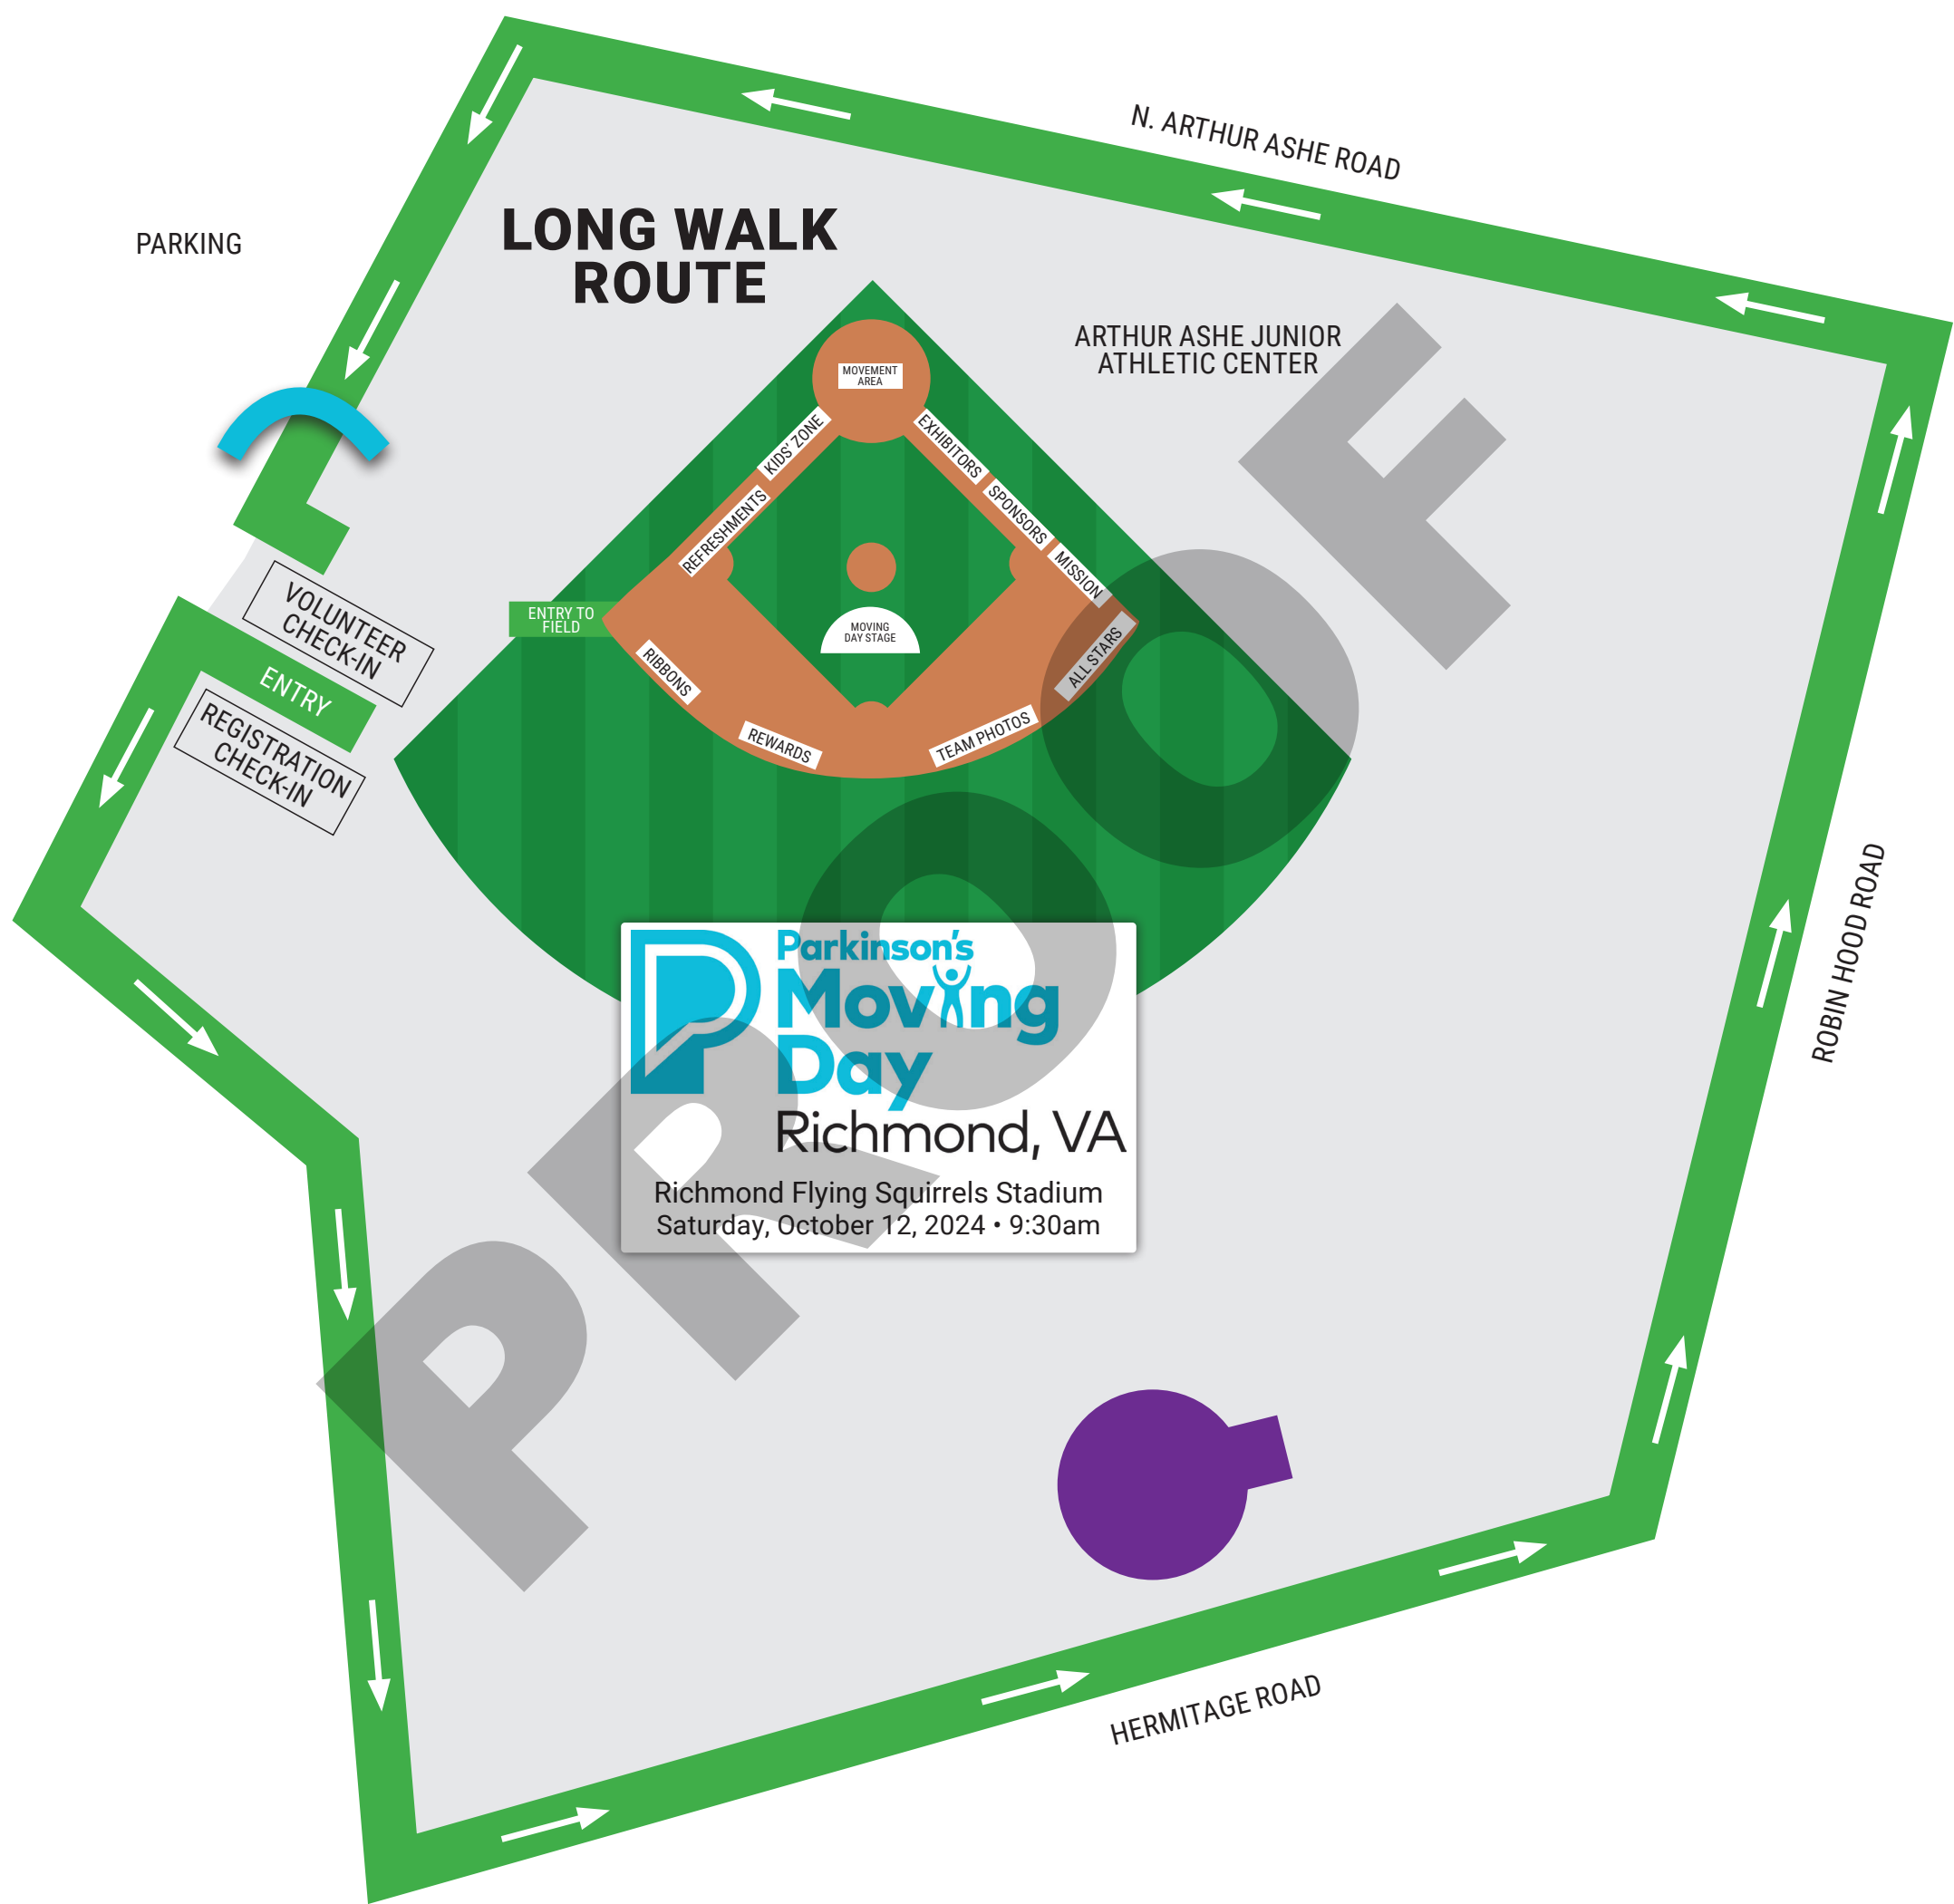 N. ARTHUR ASHE ROAD
PARKING
LONG WALK
ROUTE
ARTHUR ASHE JUNIOR
ATHLETIC CENTER
MOVEMENT
AREA
KIDS' ZONE
EXHIBITORS
REFRESHMENTS
SPONSORS
MISSION
ENTRY TO
FIELD
MOVING
DAY STAGE
VOLUNTEER
CHECK-IN
ENTRY
REGISTRATION
CHECK-IN
RIBBONS
ALL STARS
REWARDS
TEAM PHOTOS
ROBIN HOOD ROAD
Parkinson's
Moving
Day
Richmond, VA
Richmond Flying Squirrels Stadium
Saturday, October 12, 2024 • 9:30am
HERMITAGE ROAD
PROOF